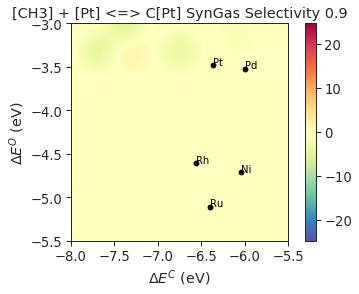 [CH3] + [Pt] <=> C[Pt] SynGas Selectivity 0.9
−3.0
−3.5
−4.0
−4.5
−5.0
−5.5
ΔE^O (eV)
Pt
Pd
Rh
Ni
Ru
−8.0 −7.5 −7.0 −6.5 −6.0 −5.5
ΔE^C (eV)
20
10
0
−10
−20